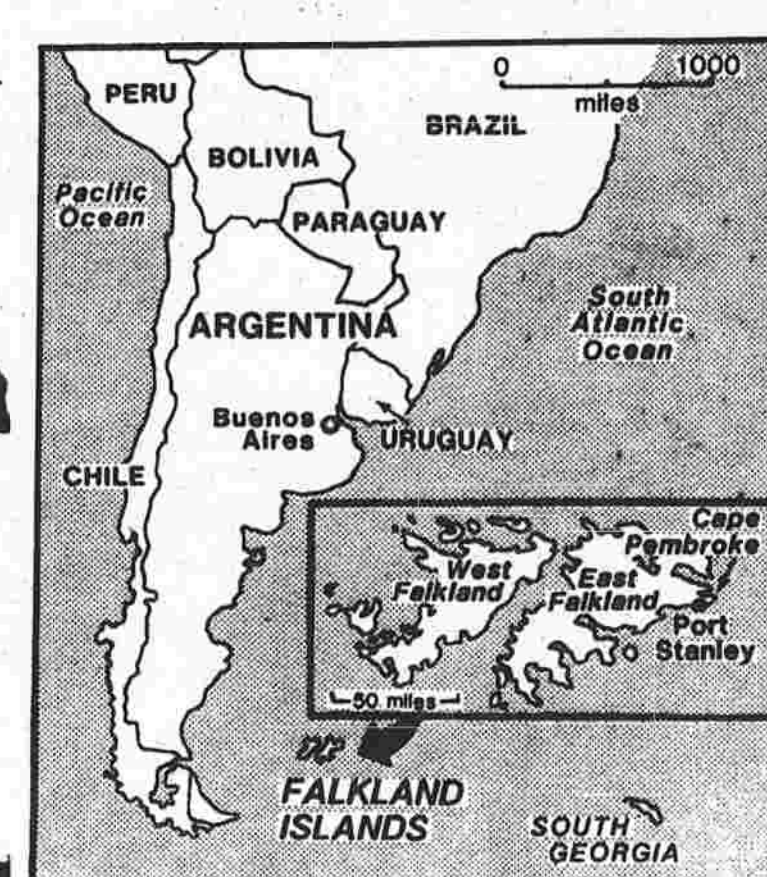 0 1000
miles
PERU
BRAZIL
BOLIVIA
Pacific
Ocean
PARAGUAY
South
Atlantic
Ocean
ARGENTINA
Buenos
Aires
URUGUAY
CHILE
Cape
Pembroke
West
Falkland
East
Falkland
Port
Stanley
50 miles
FALKLAND
ISLANDS
SOUTH
GEORGIA